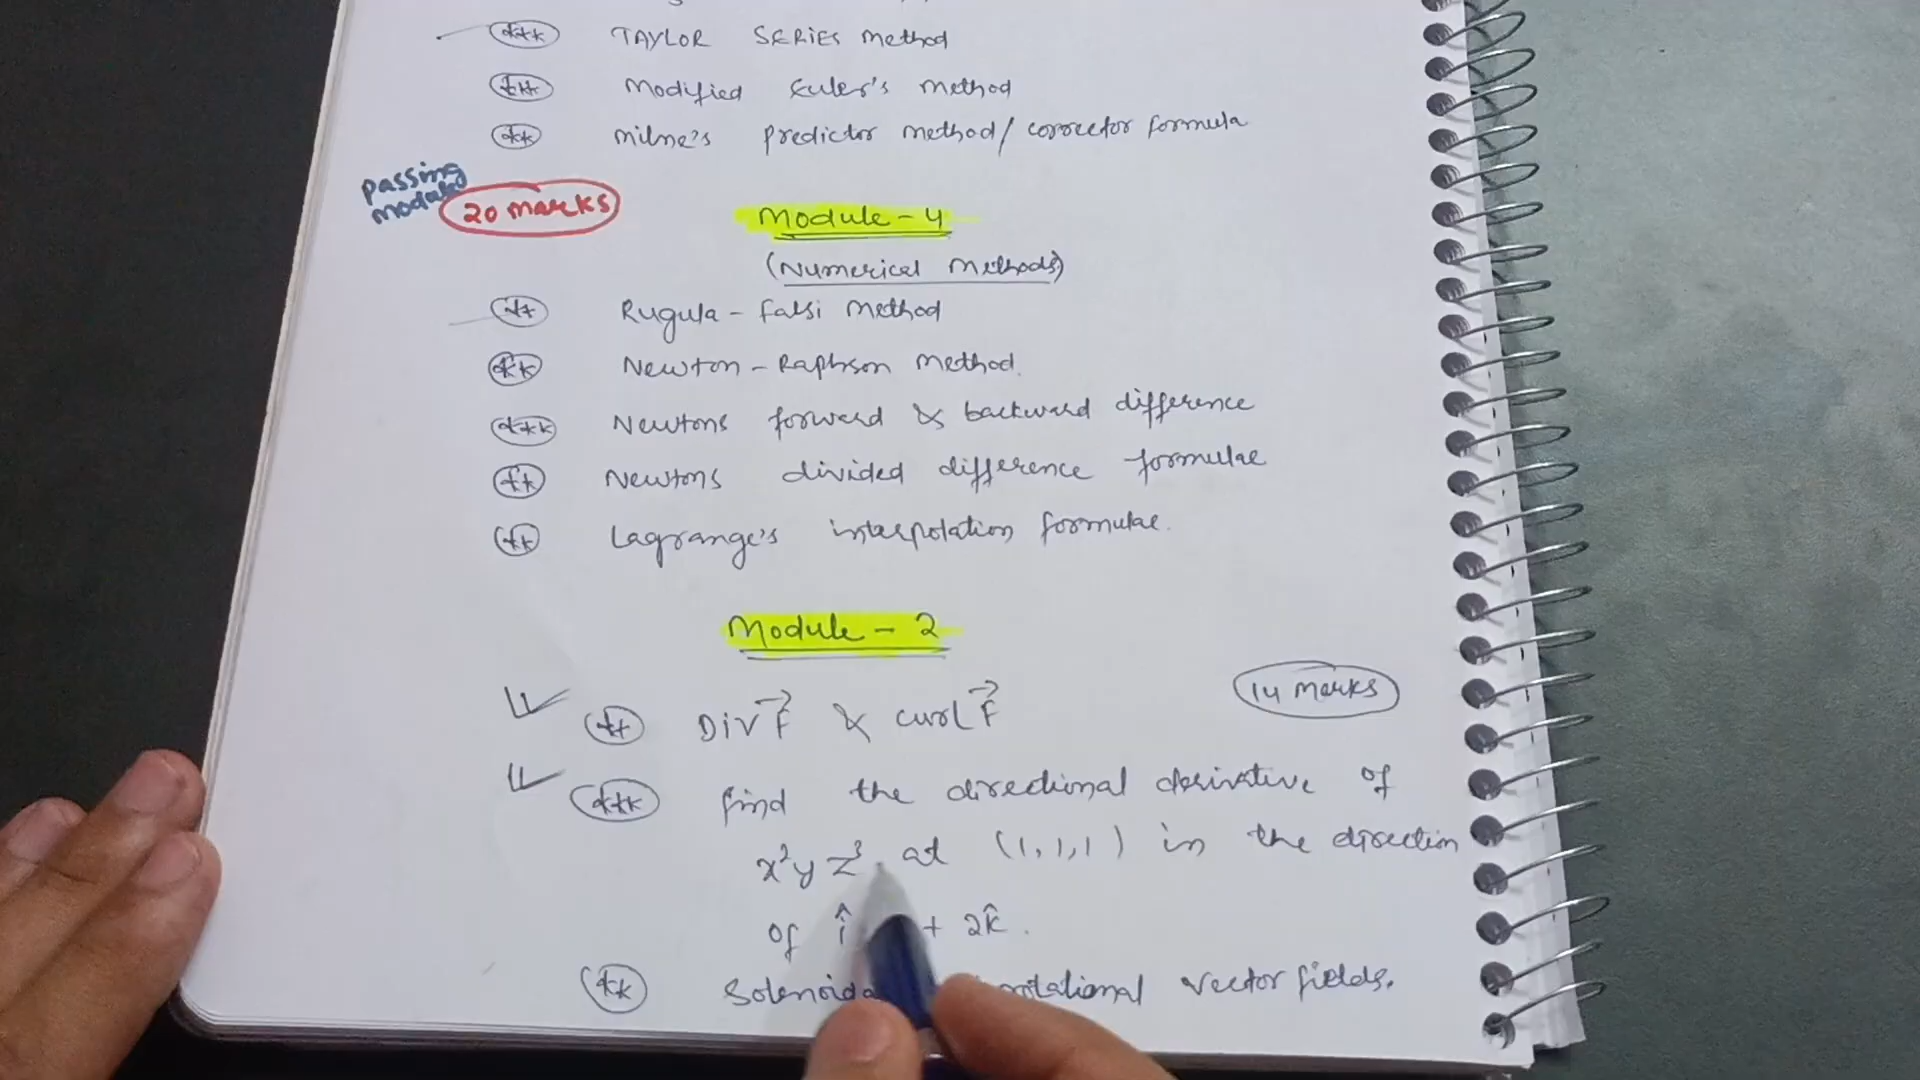 *** TAYLOR SERIES Method
*** Modified Euler's method
** Milne's predictor method/ corrector formula
passing
module
20 marks
Module - 4
(Numerical Methods)
** Rugula - Falsi Method
** Newton - Raphson Method.
*** Newtons forward & backward difference
** Newtons divided difference formulae
** Lagrange's interpolation formulae.
Module - 2
14 marks
** Div F⃗ & curl F⃗
*** find the directional derivative of
x²yz³ at (1,1,1) in the direction
of î + 2k̂.
** vector fields.